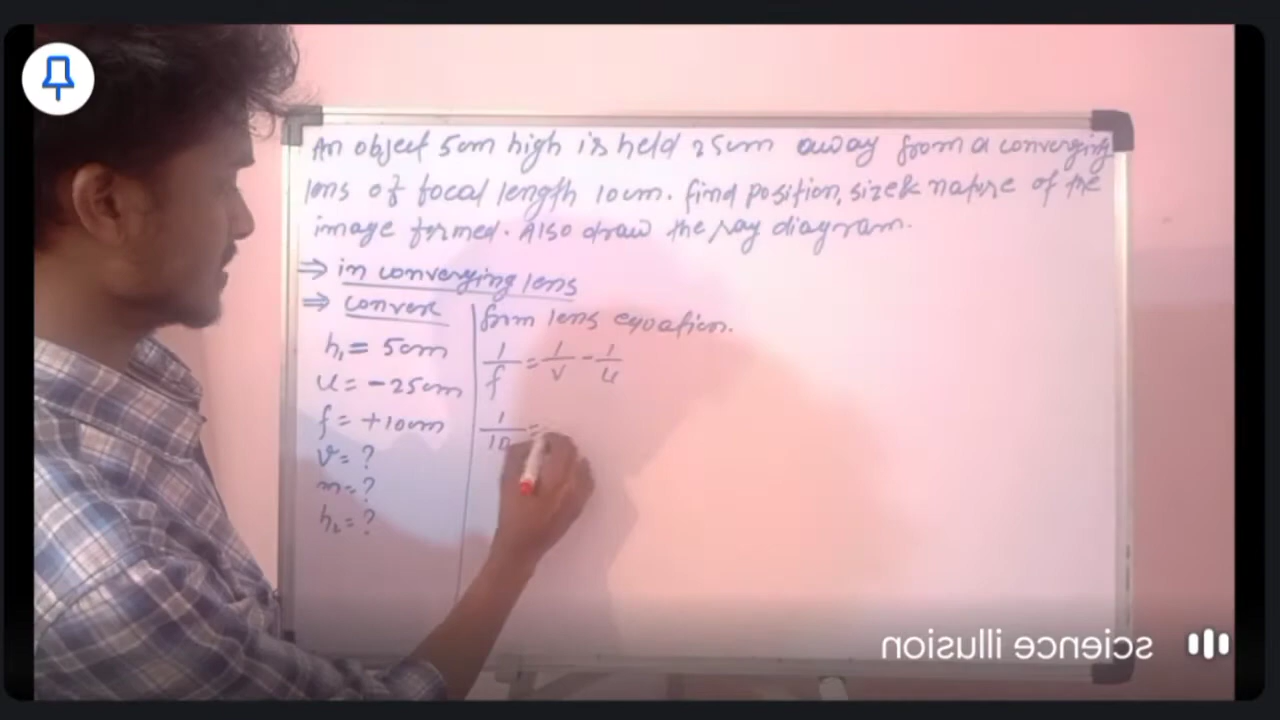 An object 5cm high is held 25cm away from a converging
lens of focal length 10cm. find position, size & nature of the
image formed. Also draw the ray diagram.
⇒ in converging lens
⇒ convex
h₁ = 5cm
u = -25cm
f = +10cm
v = ?
m = ?
h₂ = ?
from lens equation.
1/f = 1/v - 1/u
1/10 =
science illusion